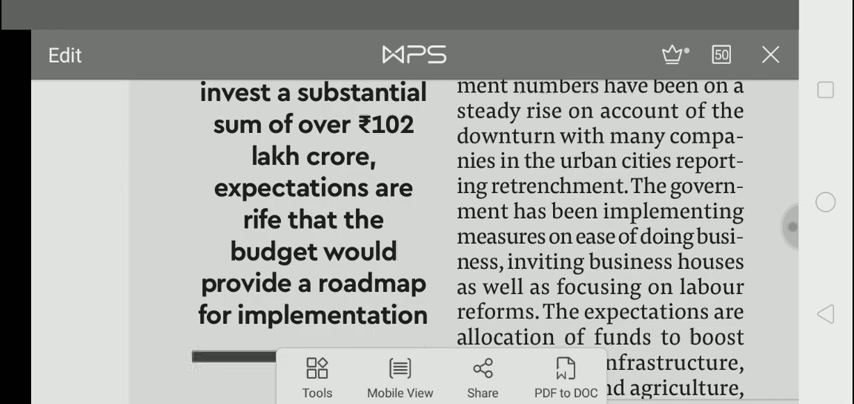 Edit
WPS
50
invest a substantial
sum of over ₹102
lakh crore,
expectations are
rife that the
budget would
provide a roadmap
for implementation
ment numbers have been on a
steady rise on account of the
downturn with many compa-
nies in the urban cities report-
ing retrenchment. The govern-
ment has been implementing
measures on ease of doing busi-
ness, inviting business houses
as well as focusing on labour
reforms. The expectations are
allocation of funds to boost
nfrastructure,
nd agriculture,
Tools
Mobile View
Share
PDF to DOC